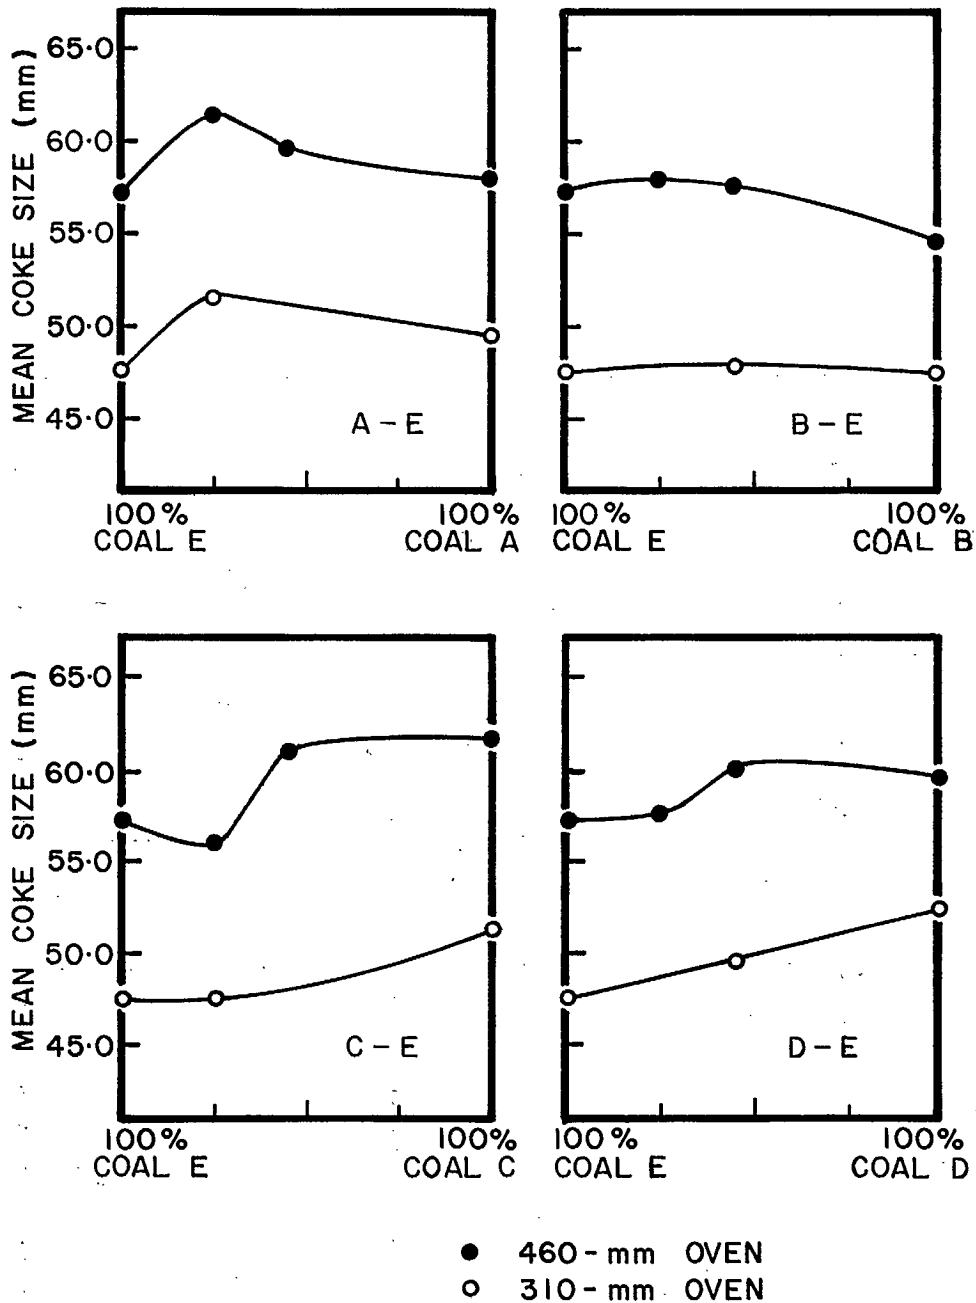 MEAN COKE SIZE (mm)
65·0
60·0
55·0
50·0
45·0
A – E
B – E
100% 100% 100% 100%
COAL E COAL A COAL E COAL B
MEAN COKE SIZE (mm)
65·0
60·0
55·0
50·0
45·0
C – E
D – E
100% 100% 100% 100%
COAL E COAL C COAL E COAL D
460 - mm OVEN
310 - mm OVEN